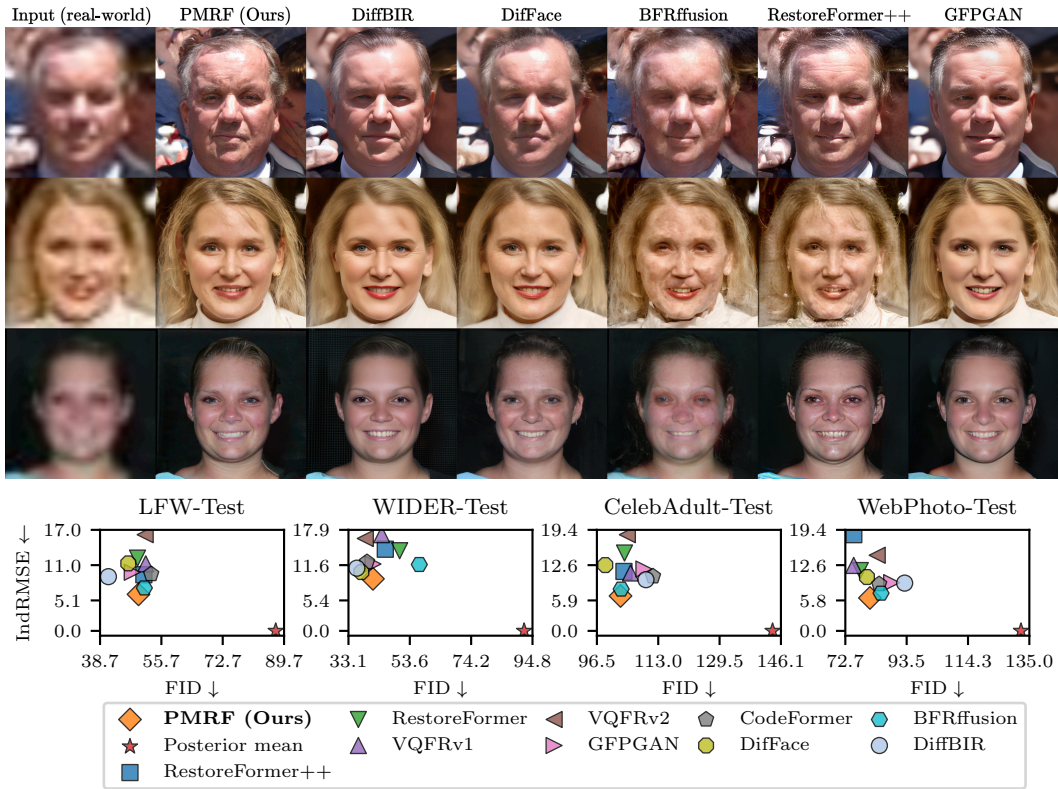 Input (real-world) PMRF (Ours) DiffBIR DifFace BFRffusion RestoreFormer++ GFPGAN
LFW-Test WIDER-Test CelebAdult-Test WebPhoto-Test
IndRMSE ↓
17.0 17.9 19.4 19.4
11.0 11.6 12.6 12.6
5.1 5.4 5.8 5.8
0.0 0.0 0.0 0.0
38.7 55.7 72.7 89.7 33.1 53.6 74.2 94.8 96.5 113.0 129.5 146.1 72.7 93.5 114.3 135.0
FID ↓ FID ↓ FID ↓ FID ↓
PMRF (Ours) RestoreFormer VQFRv2 CodeFormer BFRffusion
Posterior mean VQFRv1 GFPGAN DifFace DiffBIR
RestoreFormer++